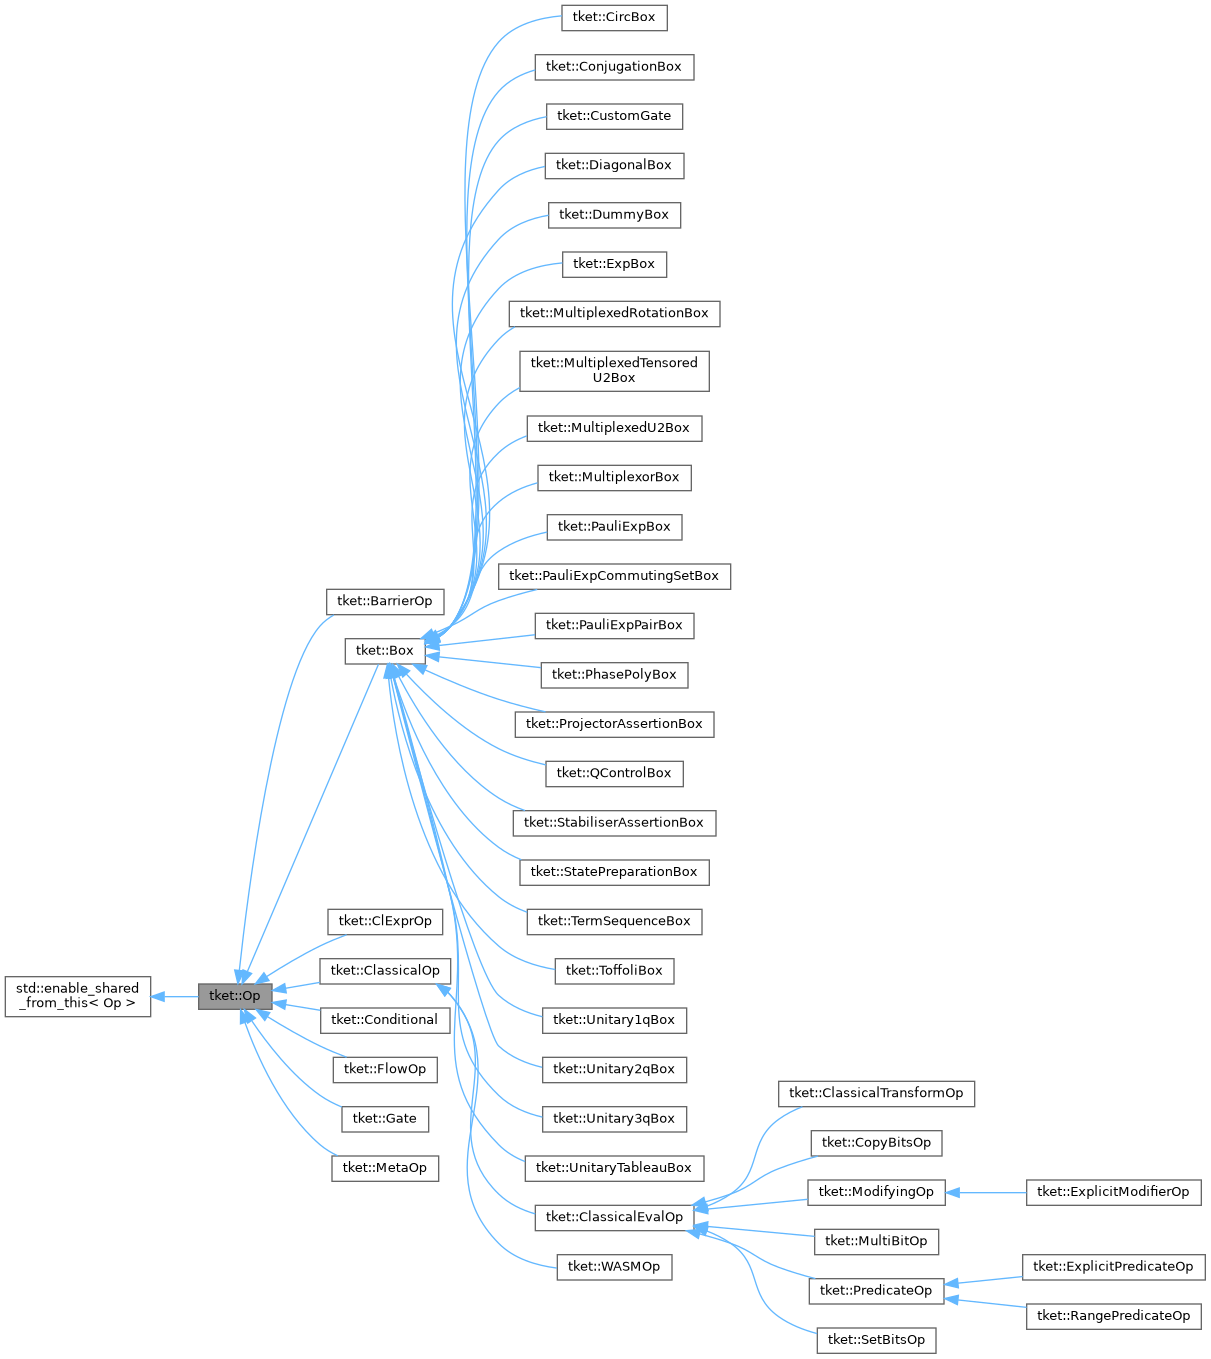 tket::CircBox
tket::ConjugationBox
tket::CustomGate
tket::DiagonalBox
tket::DummyBox
tket::ExpBox
tket::MultiplexedRotationBox
tket::MultiplexedTensored
U2Box
tket::MultiplexedU2Box
tket::MultiplexorBox
tket::PauliExpBox
tket::PauliExpCommutingSetBox
tket::BarrierOp
tket::PauliExpPairBox
tket::Box
tket::PhasePolyBox
tket::ProjectorAssertionBox
tket::QControlBox
tket::StabiliserAssertionBox
tket::StatePreparationBox
tket::ClExprOp
tket::TermSequenceBox
tket::ClassicalOp
tket::ToffoliBox
std::enable_shared
_from_this< Op >
tket::Op
tket::Conditional
tket::Unitary1qBox
tket::FlowOp
tket::Unitary2qBox
tket::Gate
tket::Unitary3qBox
tket::MetaOp
tket::UnitaryTableauBox
tket::ClassicalTransformOp
tket::CopyBitsOp
tket::ModifyingOp
tket::ExplicitModifierOp
tket::ClassicalEvalOp
tket::MultiBitOp
tket::WASMOp
tket::ExplicitPredicateOp
tket::PredicateOp
tket::RangePredicateOp
tket::SetBitsOp